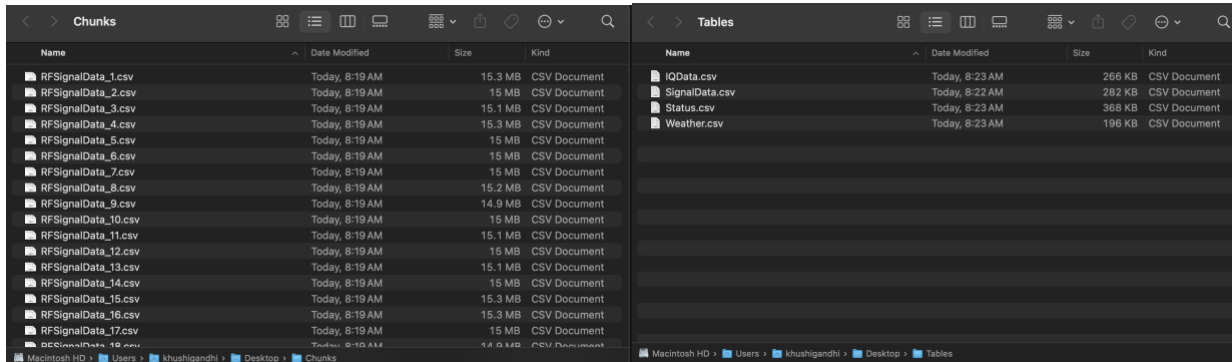 Chunks
Name Date Modified Size Kind
RFSignalData_1.csv Today, 8:19 AM 15.3 MB CSV Document
RFSignalData_2.csv Today, 8:19 AM 15 MB CSV Document
RFSignalData_3.csv Today, 8:19 AM 15.1 MB CSV Document
RFSignalData_4.csv Today, 8:19 AM 15.3 MB CSV Document
RFSignalData_5.csv Today, 8:19 AM 15 MB CSV Document
RFSignalData_6.csv Today, 8:19 AM 15 MB CSV Document
RFSignalData_7.csv Today, 8:19 AM 15 MB CSV Document
RFSignalData_8.csv Today, 8:19 AM 15.2 MB CSV Document
RFSignalData_9.csv Today, 8:19 AM 14.9 MB CSV Document
RFSignalData_10.csv Today, 8:19 AM 15 MB CSV Document
RFSignalData_11.csv Today, 8:19 AM 15.1 MB CSV Document
RFSignalData_12.csv Today, 8:19 AM 15 MB CSV Document
RFSignalData_13.csv Today, 8:19 AM 15.1 MB CSV Document
RFSignalData_14.csv Today, 8:19 AM 15 MB CSV Document
RFSignalData_15.csv Today, 8:19 AM 15.3 MB CSV Document
RFSignalData_16.csv Today, 8:19 AM 15.3 MB CSV Document
RFSignalData_17.csv Today, 8:19 AM 15 MB CSV Document
RFSignalData_18.csv Today, 8:19 AM 14.9 MB CSV Document
Macintosh HD > Users > khushigandhi > Desktop > Chunks
Tables
Name Date Modified Size Kind
IQData.csv Today, 8:23 AM 266 KB CSV Document
SignalData.csv Today, 8:22 AM 282 KB CSV Document
Status.csv Today, 8:23 AM 368 KB CSV Document
Weather.csv Today, 8:23 AM 196 KB CSV Document
Macintosh HD > Users > khushigandhi > Desktop > Tables